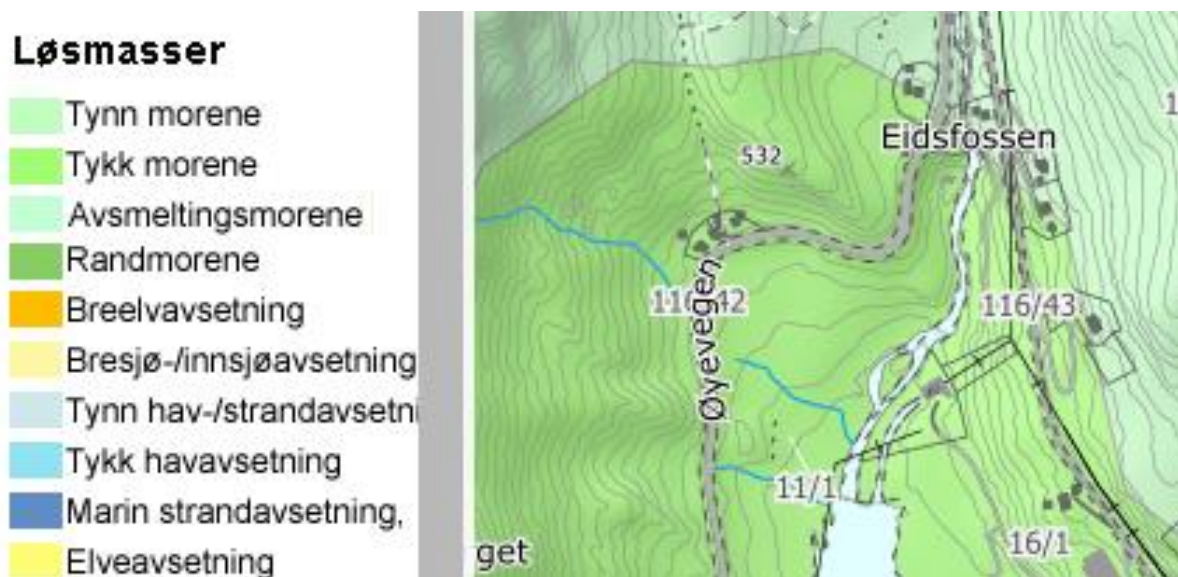 Løsmasser
Tynn morene
Tykk morene
Avsmeltingsmorene
Randmorene
Breelvavsetning
Bresjø-/innsjøavsetning
Tynn hav-/strandavsetni
Tykk havavsetning
Marin strandavsetning,
Elveavsetning
Eidsfossen
532
116/43
Øyevegen
11/1
16/1
get